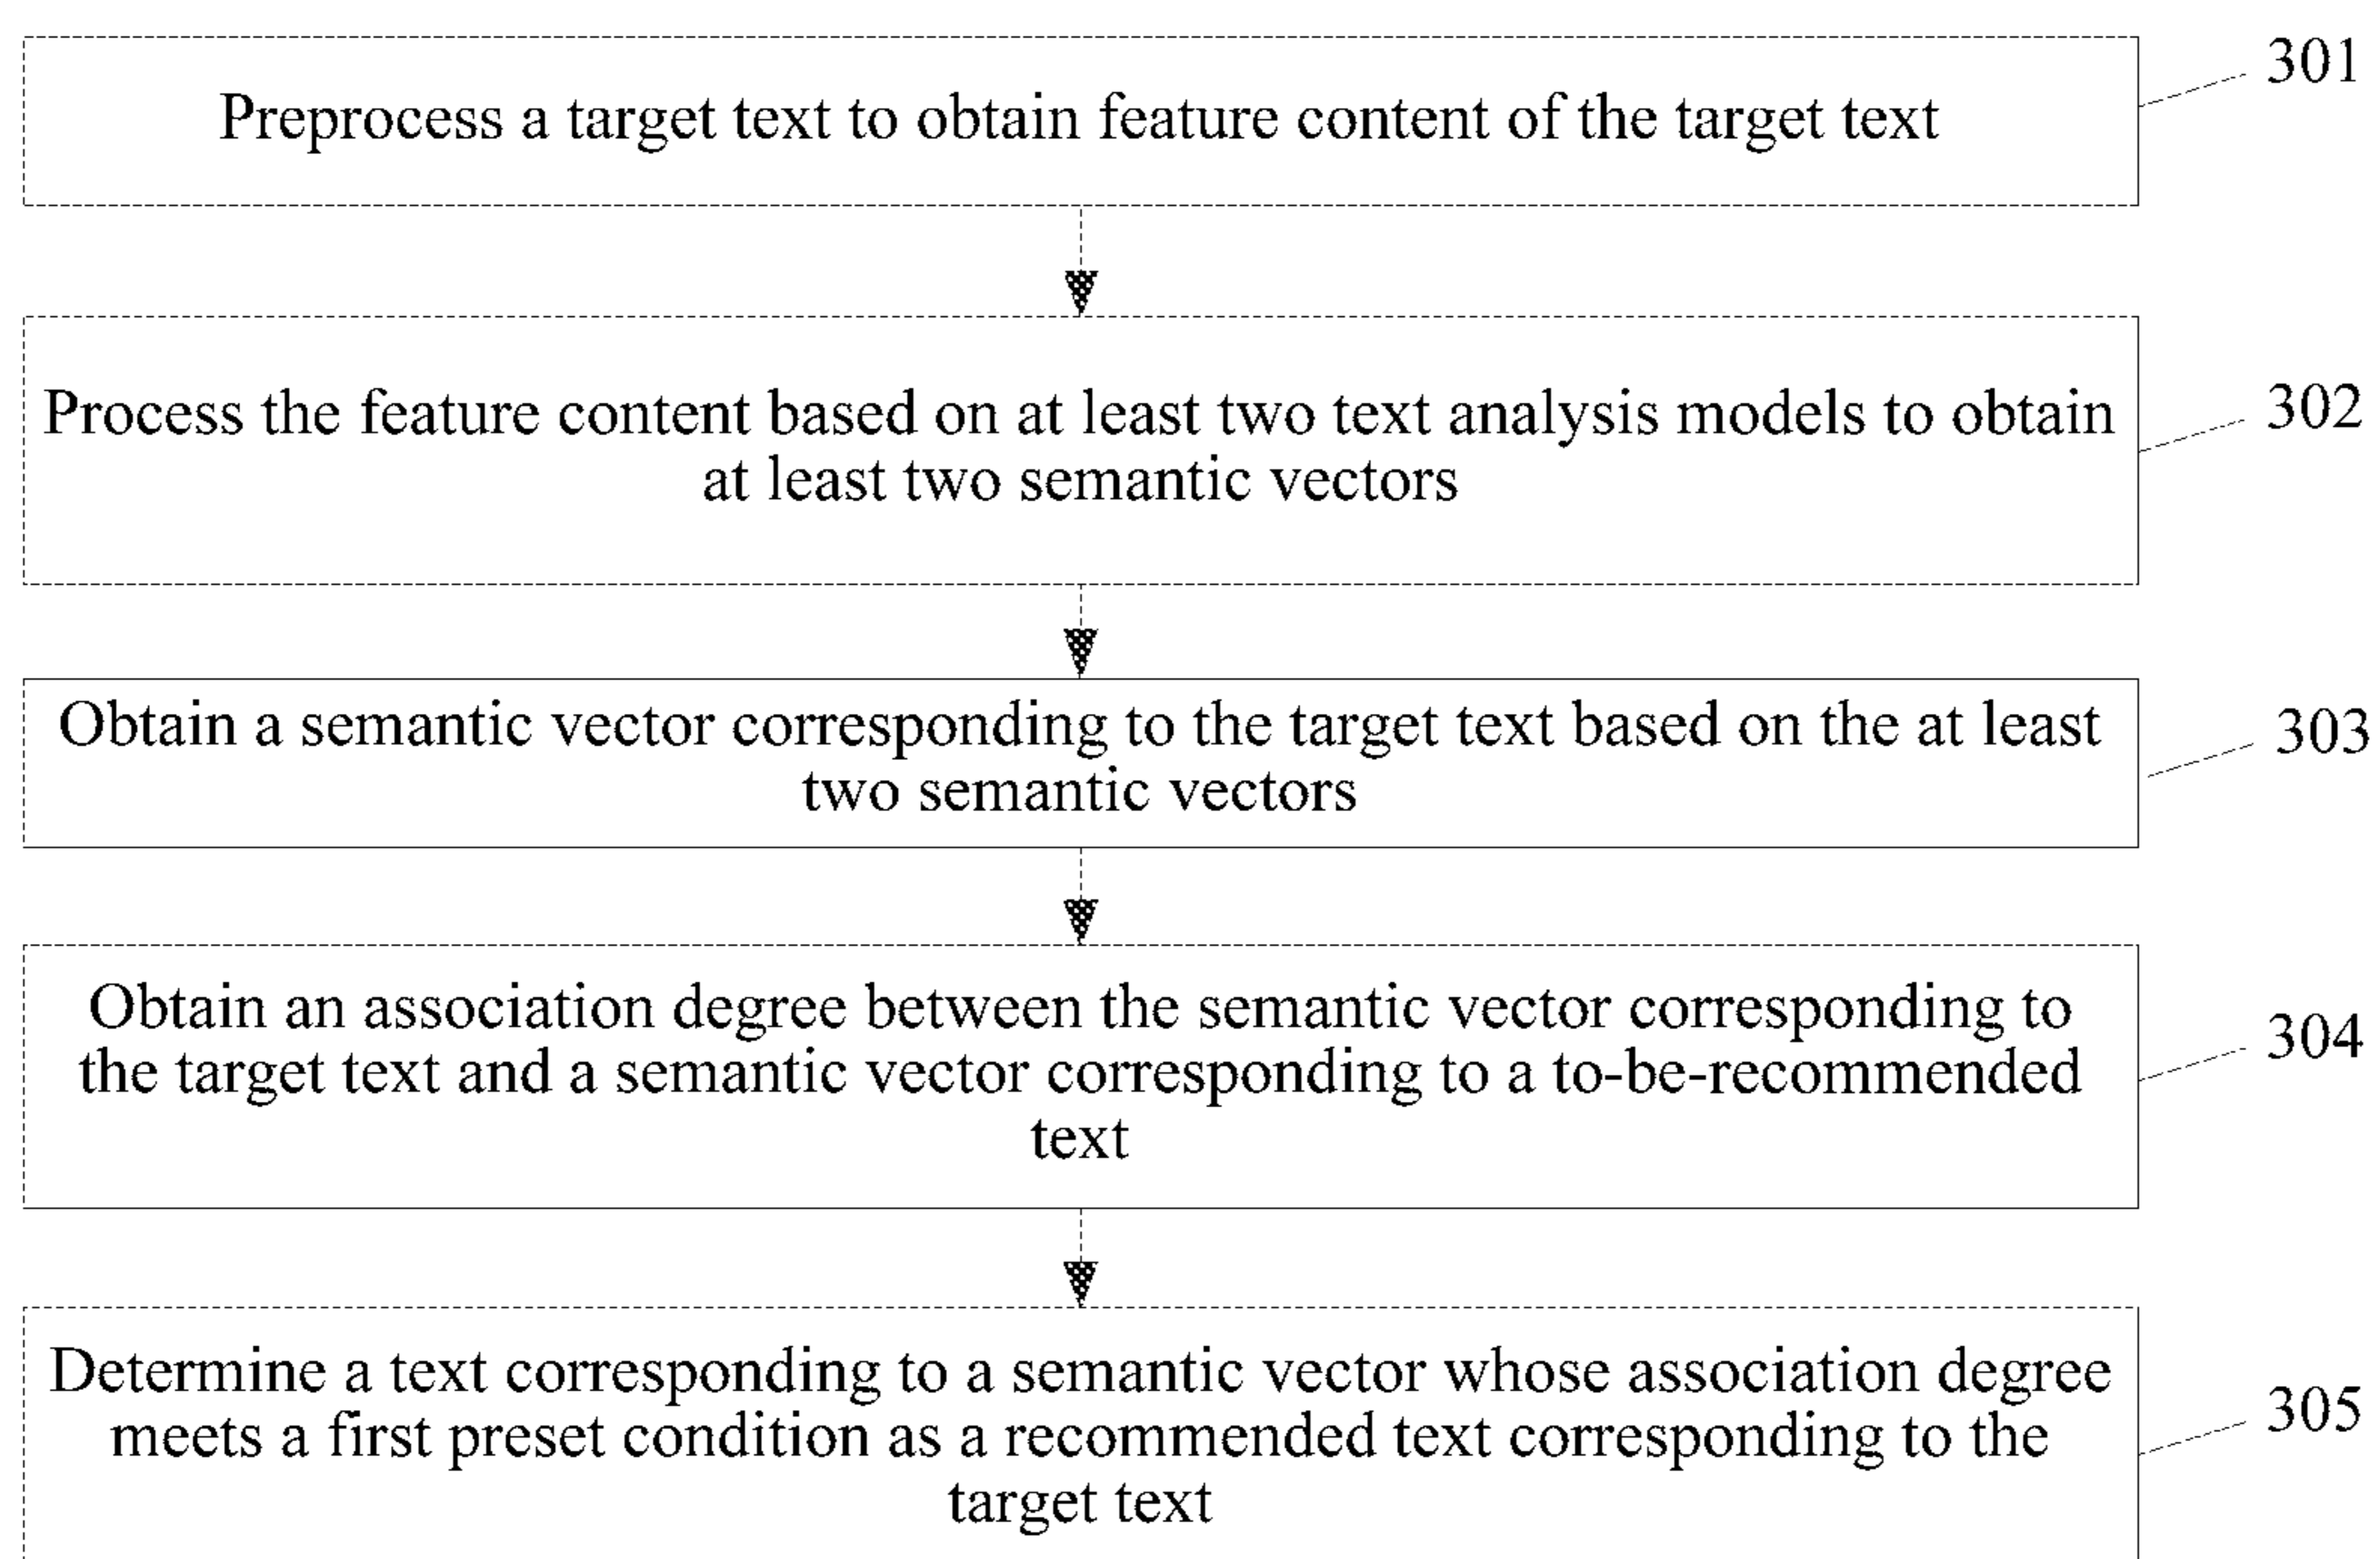 Preprocess a target text to obtain feature content of the target text
301
Process the feature content based on at least two text analysis models to obtain
at least two semantic vectors
302
Obtain a semantic vector corresponding to the target text based on the at least
two semantic vectors
303
Obtain an association degree between the semantic vector corresponding to
the target text and a semantic vector corresponding to a to-be-recommended
text
304
Determine a text corresponding to a semantic vector whose association degree
meets a first preset condition as a recommended text corresponding to the
target text
305